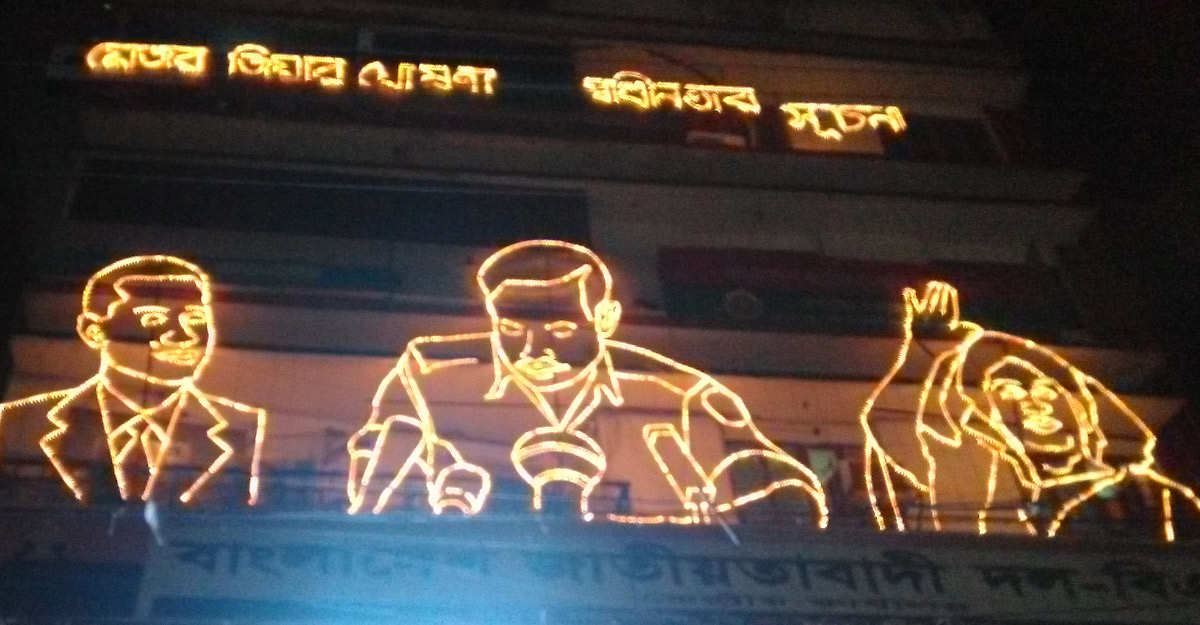 মেজর জিয়ার ঘোষণা স্বাধীনতার সূচনা
বাংলাদেশ জাতীয়তাবাদী দল-বি